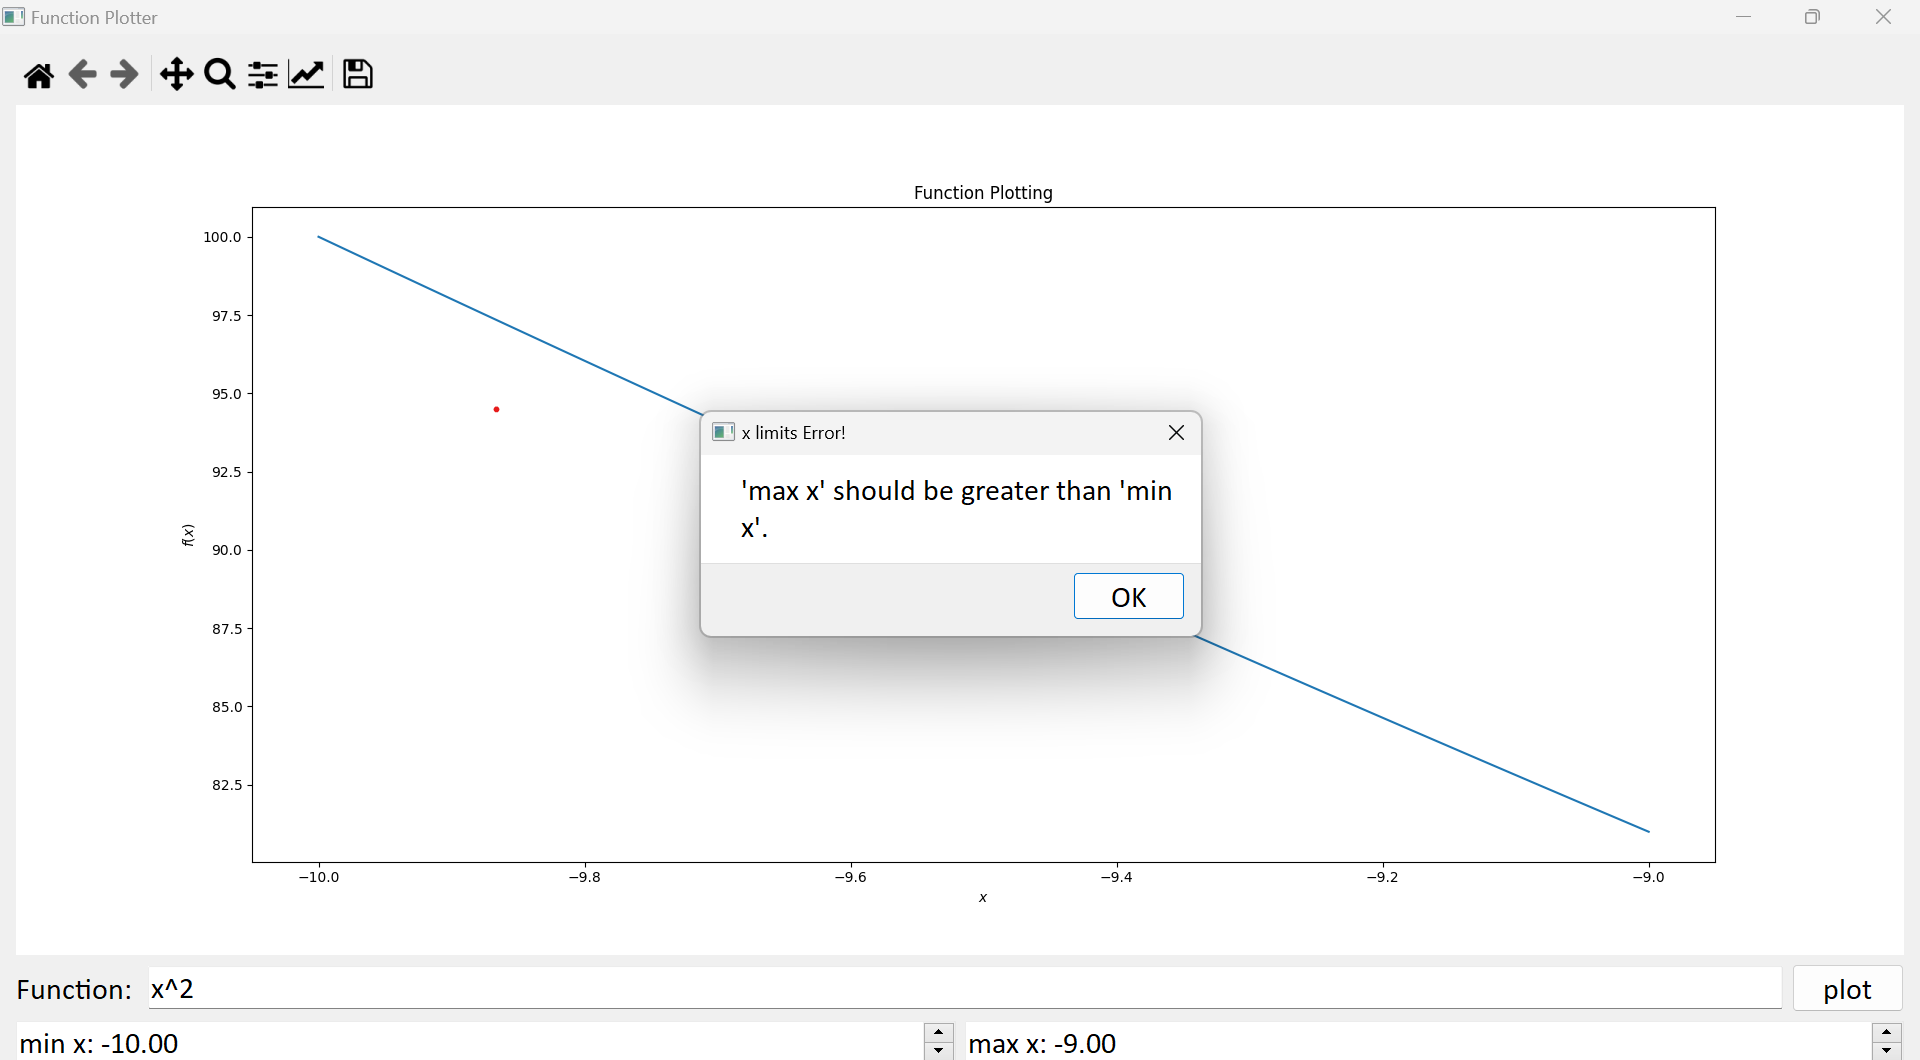 Function Plotter
Function Plotting
100.0
97.5
95.0
92.5
90.0
87.5
85.0
82.5
f(x)
−10.0 −9.8 −9.6 −9.4 −9.2 −9.0
x
x limits Error!
'max x' should be greater than 'min
x'.
OK
Function: x^2 plot
min x: -10.00 max x: -9.00